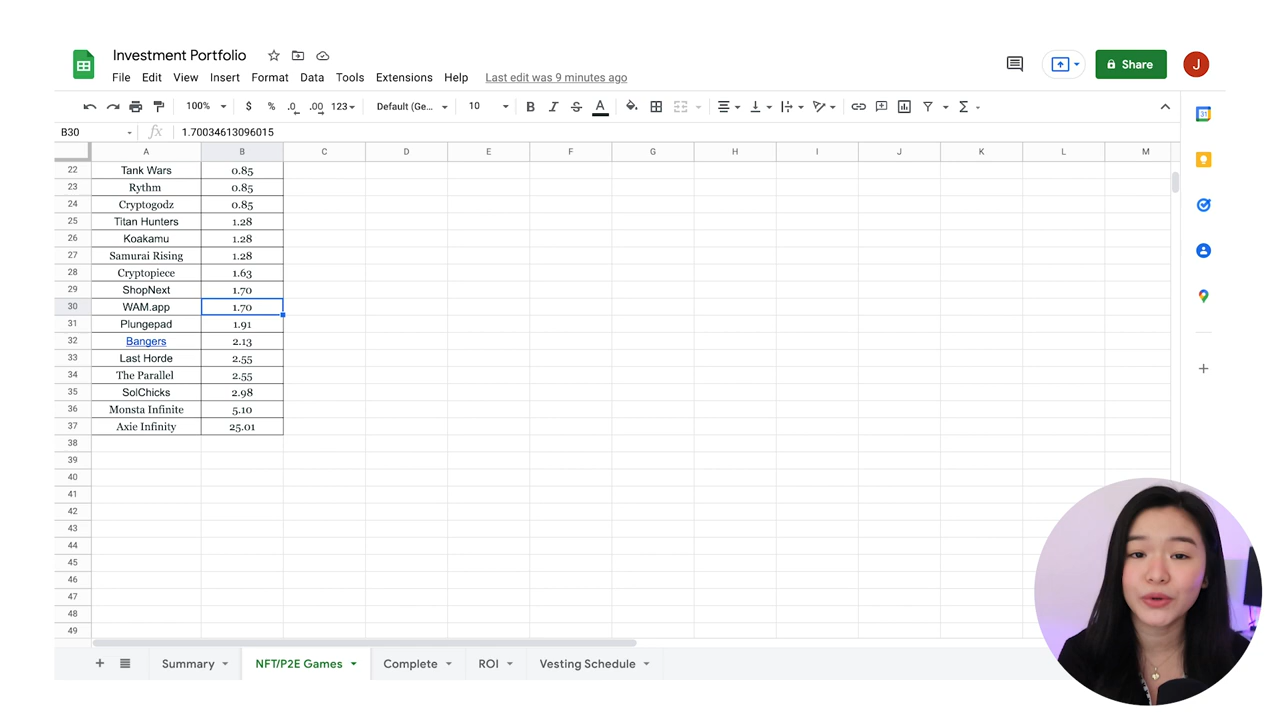 Investment Portfolio
File Edit View Insert Format Data Tools Extensions Help Last edit was 9 minutes ago
Share J
100% $ % .0 .00 123 Default (Ge... 10 B I S A
B30 fx 1.70034613096015
A B C D E F G H I J K L M
22 Tank Wars 0.85
23 Rythm 0.85
24 Cryptogodz 0.85
25 Titan Hunters 1.28
26 Koakamu 1.28
27 Samurai Rising 1.28
28 Cryptopiece 1.63
29 ShopNext 1.70
30 WAM.app 1.70
31 Plungepad 1.91
32 Bangers 2.13
33 Last Horde 2.55
34 The Parallel 2.55
35 SolChicks 2.98
36 Monsta Infinite 5.10
37 Axie Infinity 25.01
38
39
40
41
42
43
44
45
46
47
48
49
+ Summary NFT/P2E Games Complete ROI Vesting Schedule